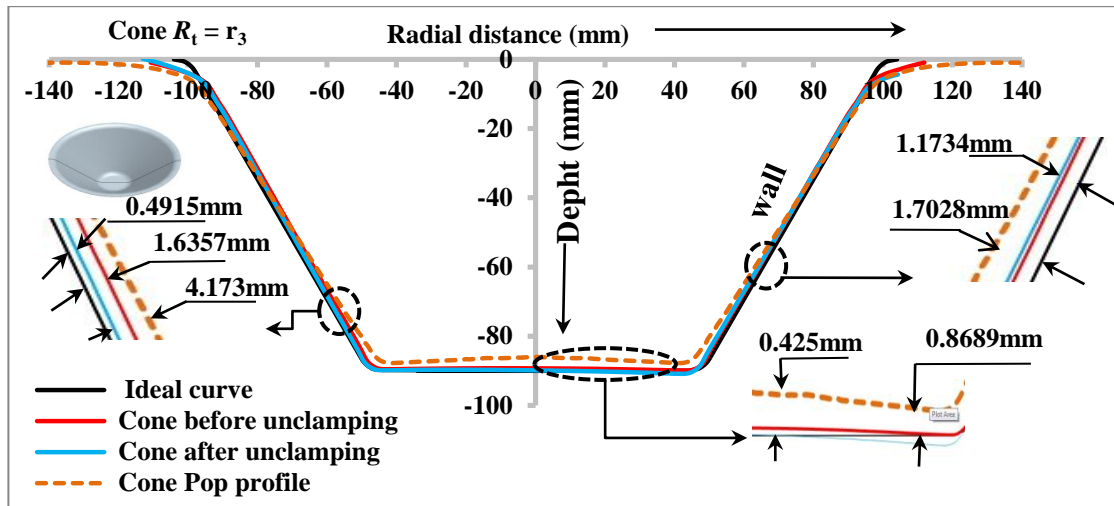 Cone Rt = r3
Radial distance (mm)
-140 -120 -100 -80 -60 -40 -20 0 20 40 60 80 100 120 140
-0
-20
-40
-60
-80
-100
Depht (mm)
wall
0.4915mm
1.6357mm
4.173mm
1.1734mm
1.7028mm
0.425mm
0.8689mm
Plot Area
Ideal curve
Cone before unclamping
Cone after unclamping
Cone Pop profile